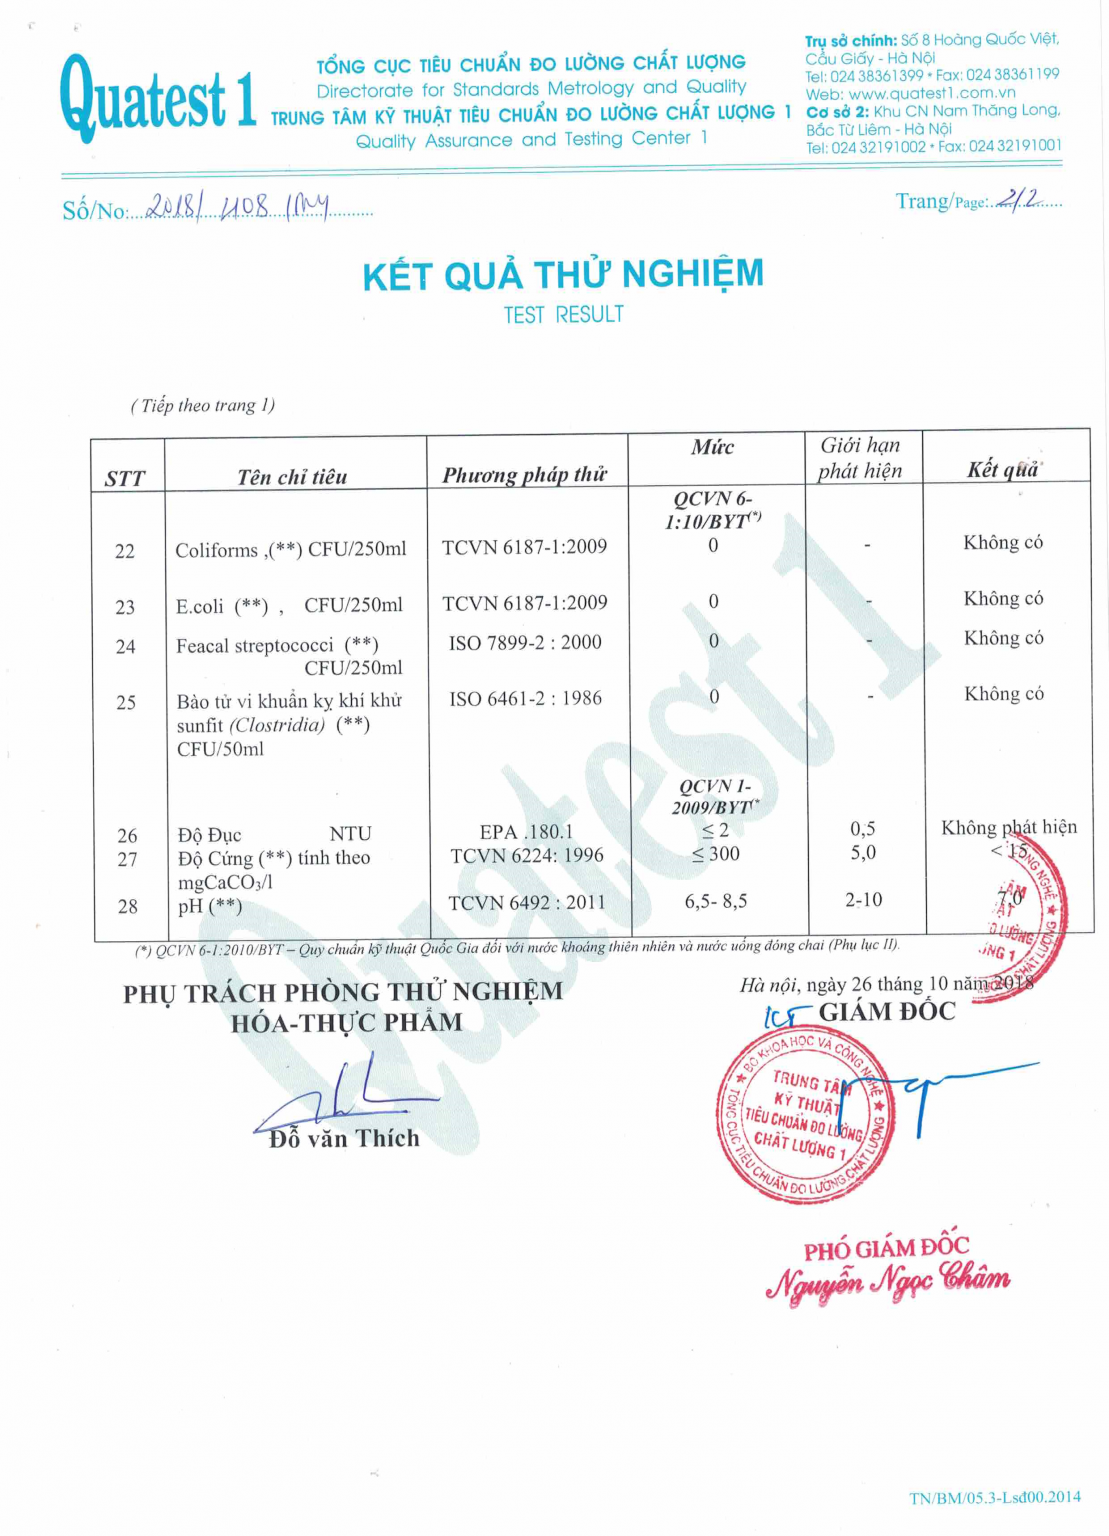 Quatest 1
TỔNG CỤC TIÊU CHUẨN ĐO LƯỜNG CHẤT LƯỢNG
Directorate for Standards Metrology and Quality
TRUNG TÂM KỸ THUẬT TIÊU CHUẨN ĐO LƯỜNG CHẤT LƯỢNG 1
Quality Assurance and Testing Center 1
Trụ sở chính: Số 8 Hoàng Quốc Việt,
Cầu Giấy - Hà Nội
Tel: 024 38361399 • Fax: 024 38361199
Web: www.quatest1.com.vn
Cơ sở 2: Khu CN Nam Thăng Long,
Bắc Từ Liêm - Hà Nội
Tel: 024 32191002 • Fax: 024 32191001
Số/No: 2018/ 1108 /
Trang/Page: 2/2
KẾT QUẢ THỬ NGHIỆM
TEST RESULT
( Tiếp theo trang 1)
STT Tên chỉ tiêu Phương pháp thử Mức Giới hạn phát hiện Kết quả
QCVN 6-
1:10/BYT(*)
22 Coliforms ,(**) CFU/250ml TCVN 6187-1:2009 0 - Không có
23 E.coli (**) , CFU/250ml TCVN 6187-1:2009 0 - Không có
24 Feacal streptococci (**) ISO 7899-2 : 2000 0 - Không có
CFU/250ml
25 Bào tử vi khuẩn kỵ khí khử ISO 6461-2 : 1986 0 - Không có
sunfit (Clostridia) (**)
CFU/50ml
QCVN 1-
2009/BYT(*
26 Độ Đục NTU EPA .180.1 ≤ 2 0,5 Không phát hiện
27 Độ Cứng (**) tính theo TCVN 6224: 1996 ≤ 300 5,0 < 15
mgCaCO3/l
28 pH (**) TCVN 6492 : 2011 6,5- 8,5 2-10 7,0
(*) QCVN 6-1:2010/BYT – Quy chuẩn kỹ thuật Quốc Gia đối với nước khoáng thiên nhiên và nước uống đóng chai (Phụ lục II).
PHỤ TRÁCH PHÒNG THỬ NGHIỆM
HÓA-THỰC PHẨM
Đỗ văn Thích
Hà nội, ngày 26 tháng 10 năm 2018
KT GIÁM ĐỐC
BỘ KHOA HỌC VÀ CÔNG NGHỆ
TRUNG TÂM
KỸ THUẬT
TIÊU CHUẨN ĐO LƯỜNG
CHẤT LƯỢNG 1
TỔNG CỤC TIÊU CHUẨN ĐO LƯỜNG CHẤT LƯỢNG
PHÓ GIÁM ĐỐC
Nguyễn Ngọc Châm
Quatest 1
TN/BM/05.3-Lsđ00.2014